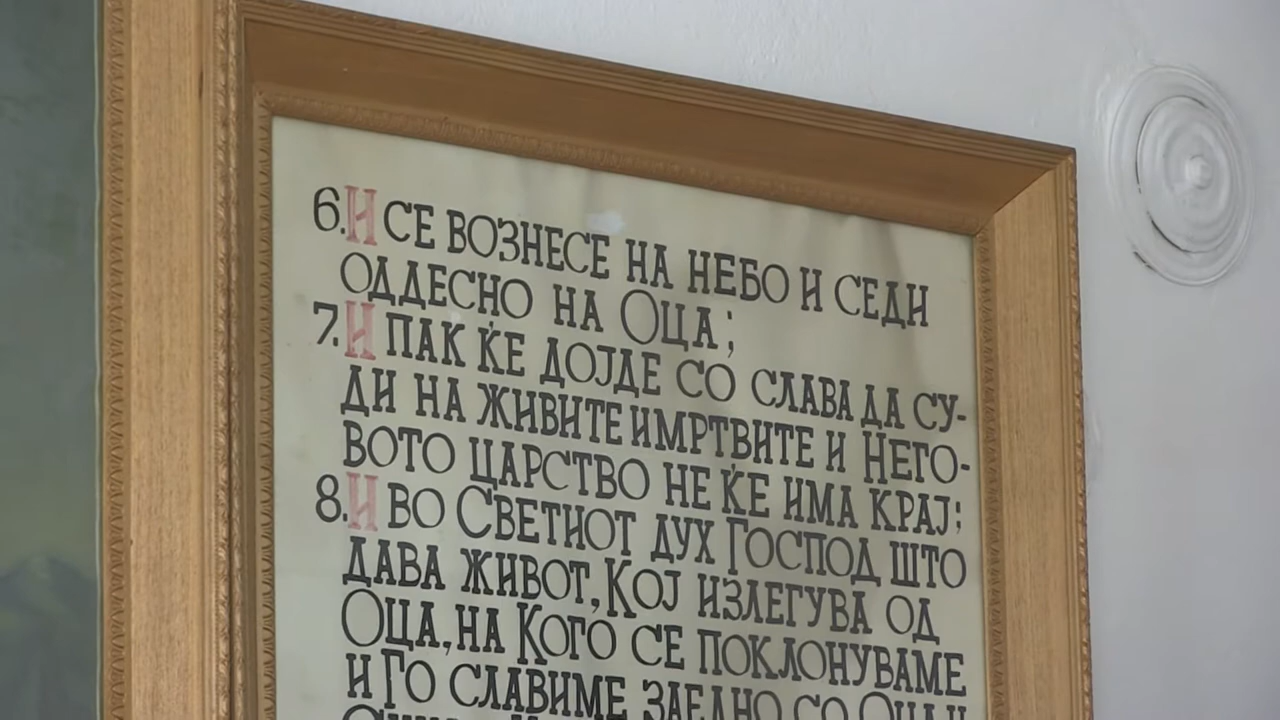 6. И СЕ ВОЗНЕСЕ НА НЕБО И СЕДИ
ОДДЕСНО НА ОЦА;
7. И ПАК ЌЕ ДОЈДЕ СО СЛАВА ДА СУ-
ДИ НА ЖИВИТЕ И МРТВИТЕ И НЕГО-
ВОТО ЦАРСТВО НЕ ЌЕ ИМА КРАЈ;
8. И ВО СВЕТИОТ ДУХ ГОСПОД ШТО
ДАВА ЖИВОТ, КОЈ ИЗЛЕГУВА ОД
ОЦА, НА КОГО СЕ ПОКЛОНУВАМЕ
И ГО СЛАВИМЕ ЗАЕДНО СО ОЦА И